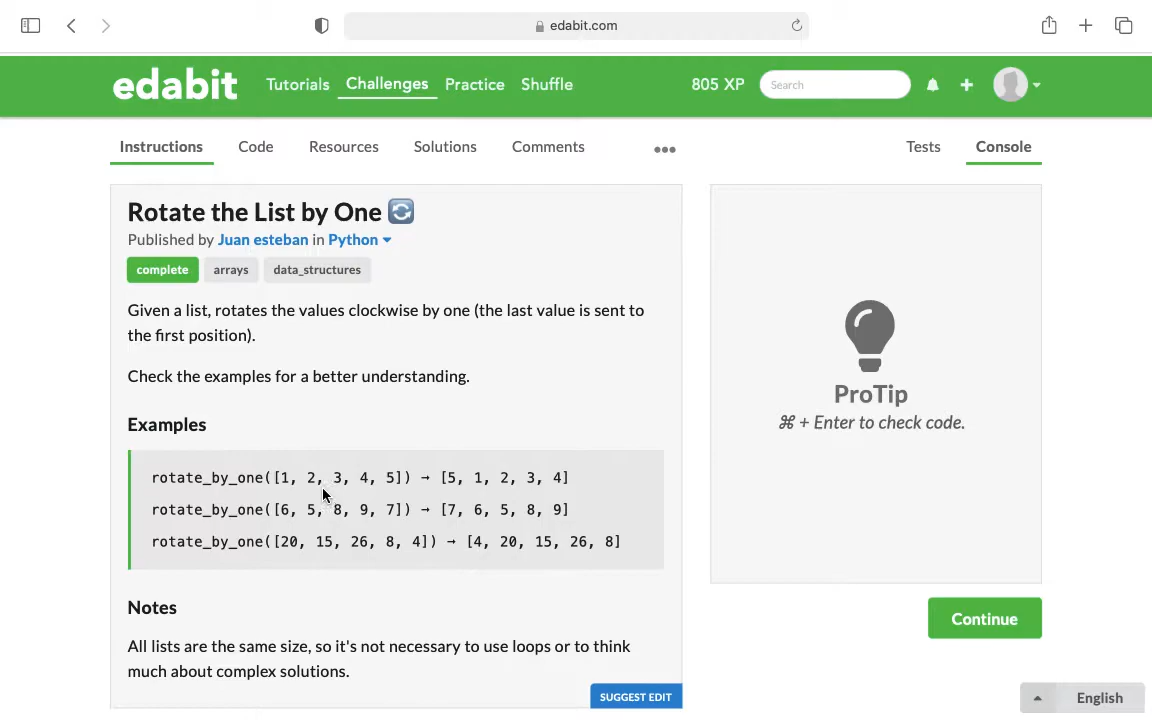 edabit.com
edabit Tutorials Challenges Practice Shuffle 805 XP Search
Instructions Code Resources Solutions Comments Tests Console
Rotate the List by One
Published by Juan esteban in Python
complete arrays data_structures
Given a list, rotates the values clockwise by one (the last value is sent to
the first position).
Check the examples for a better understanding.
Examples
rotate_by_one([1, 2, 3, 4, 5]) → [5, 1, 2, 3, 4]
rotate_by_one([6, 5, 8, 9, 7]) → [7, 6, 5, 8, 9]
rotate_by_one([20, 15, 26, 8, 4]) → [4, 20, 15, 26, 8]
Notes
All lists are the same size, so it's not necessary to use loops or to think
much about complex solutions.
SUGGEST EDIT
ProTip
⌘ + Enter to check code.
Continue
English